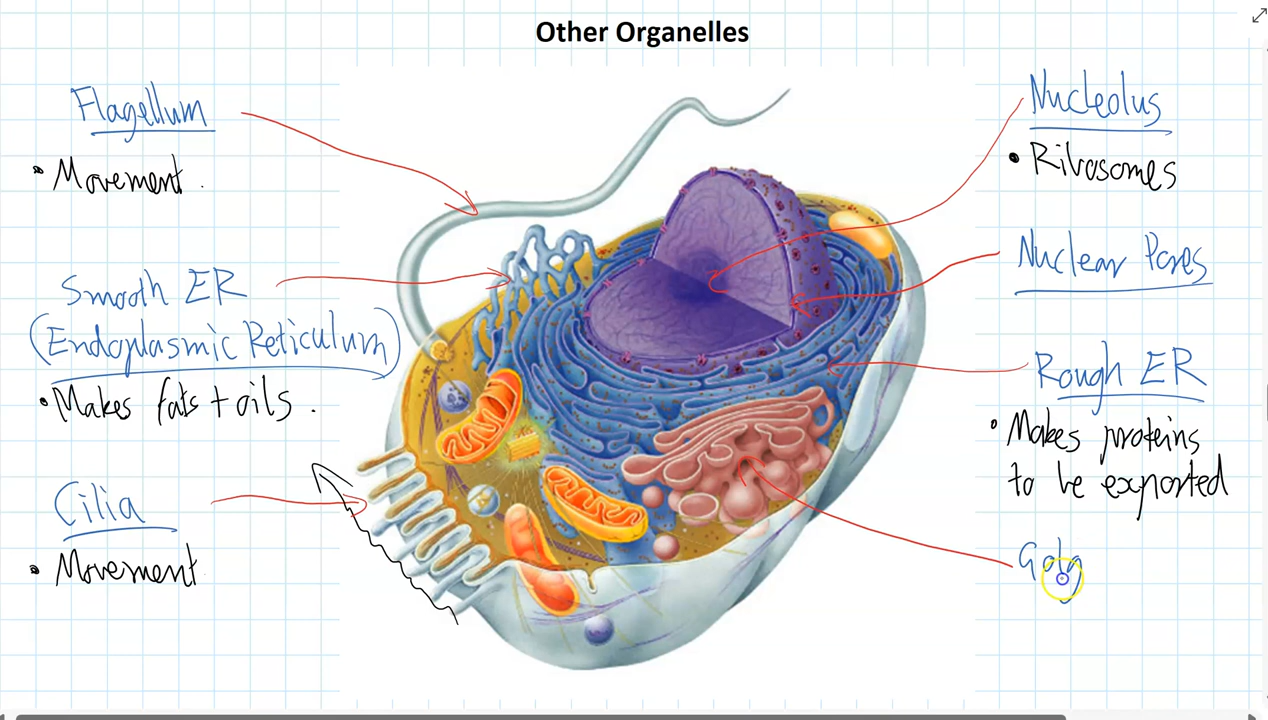 Other Organelles
Flagellum
• Movement.
Smooth ER
(Endoplasmic Reticulum)
• Makes fats + oils.
Cilia
• Movement
Nucleolus
• Ribosomes
Nuclear Pores
Rough ER
• Makes proteins
to be exported
Golg